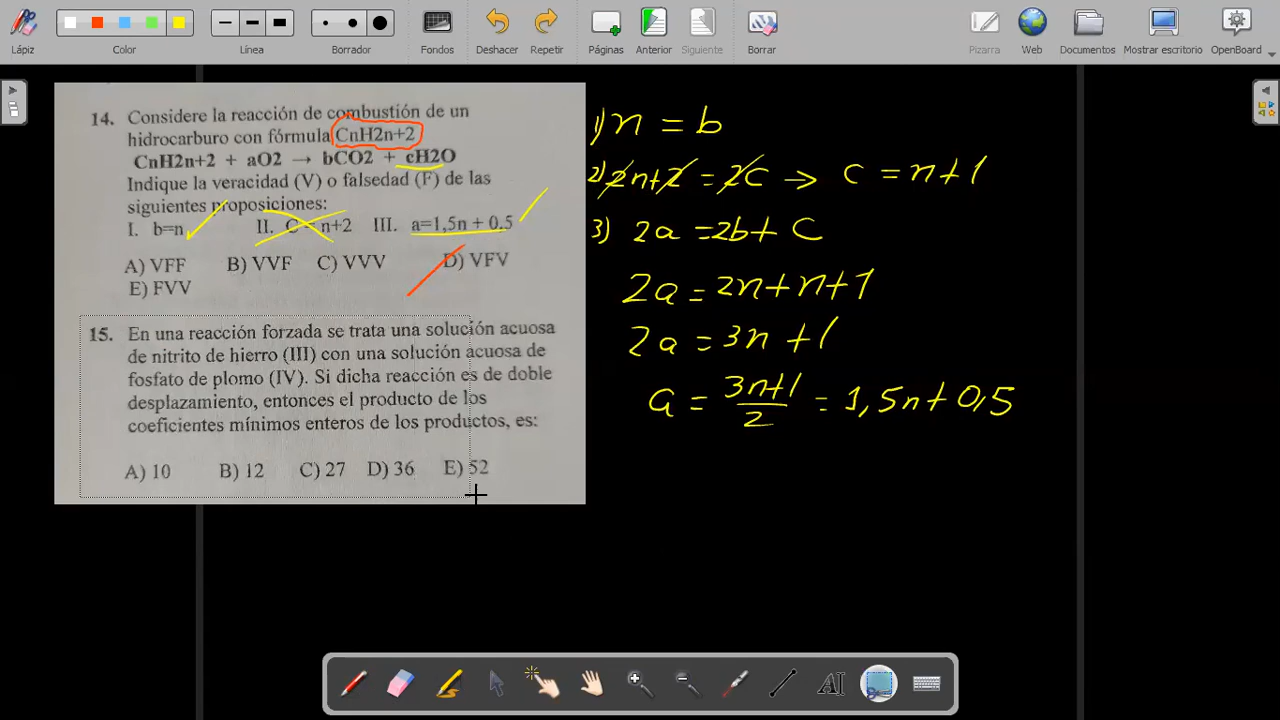 Lápiz
Color
Línea
Borrador
Fondos
Deshacer
Repetir
Páginas
Anterior
Siguiente
Borrar
Pizarra
Web
Documentos
Mostrar escritorio
OpenBoard
14. Considere la reacción de combustión de un
hidrocarburo con fórmula CnH2n+2
CnH2n+2 + aO2 → bCO2 + cH2O
Indique la veracidad (V) o falsedad (F) de las
siguientes proposiciones:
I. b=n II. C = n+2 III. a=1,5n + 0,5
A) VFF B) VVF C) VVV D) VFV
E) FVV
15. En una reacción forzada se trata una solución acuosa
de nitrito de hierro (III) con una solución acuosa de
fosfato de plomo (IV). Si dicha reacción es de doble
desplazamiento, entonces el producto de los
coeficientes mínimos enteros de los productos, es:
A) 10 B) 12 C) 27 D) 36 E) 52
1) n = b
2) 2n+2 = 2c → c = n+1
3) 2a = 2b + c
2a = 2n + n + 1
2a = 3n + 1
a = 3n+1 / 2 = 1,5n + 0,5
AI